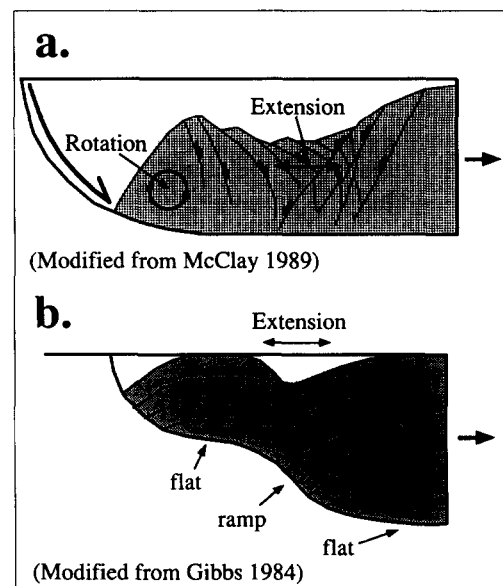 a.
Extension
Rotation
(Modified from McClay 1989)
b.
Extension
flat
ramp
flat
(Modified from Gibbs 1984)